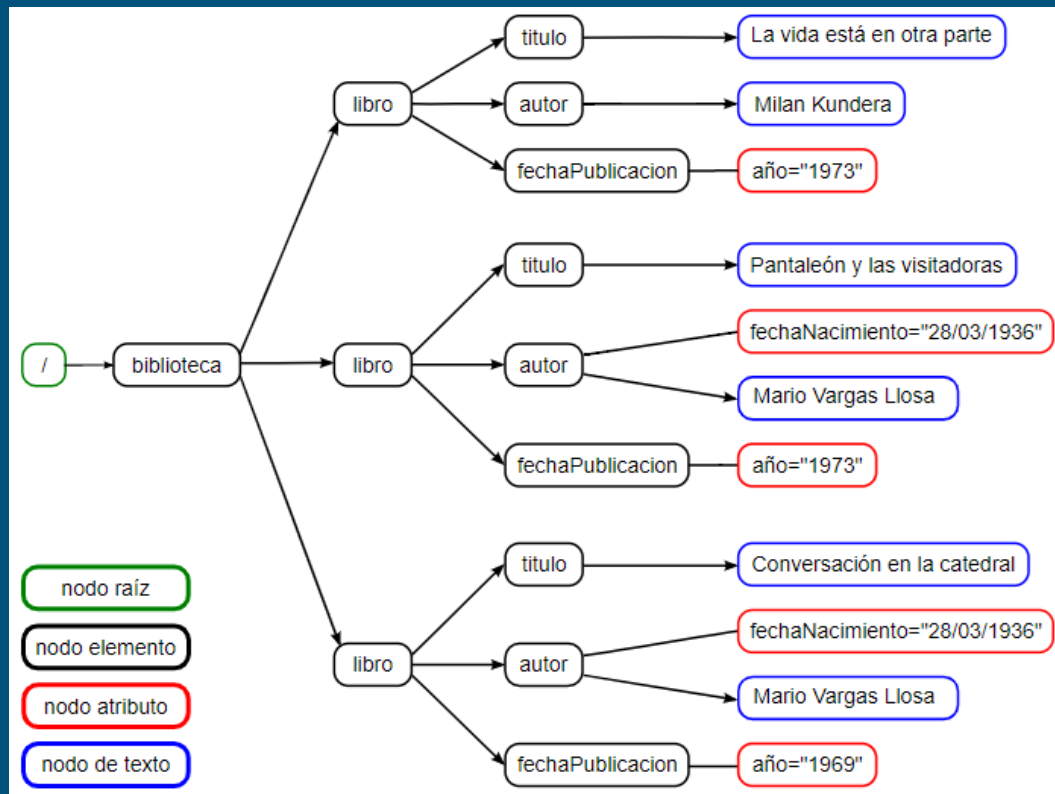 titulo
La vida está en otra parte
libro
autor
Milan Kundera
fechaPublicacion
año="1973"
titulo
Pantaleón y las visitadoras
fechaNacimiento="28/03/1936"
/
biblioteca
libro
autor
Mario Vargas Llosa
fechaPublicacion
año="1973"
titulo
Conversación en la catedral
nodo raíz
fechaNacimiento="28/03/1936"
nodo elemento
libro
autor
Mario Vargas Llosa
nodo atributo
fechaPublicacion
año="1969"
nodo de texto